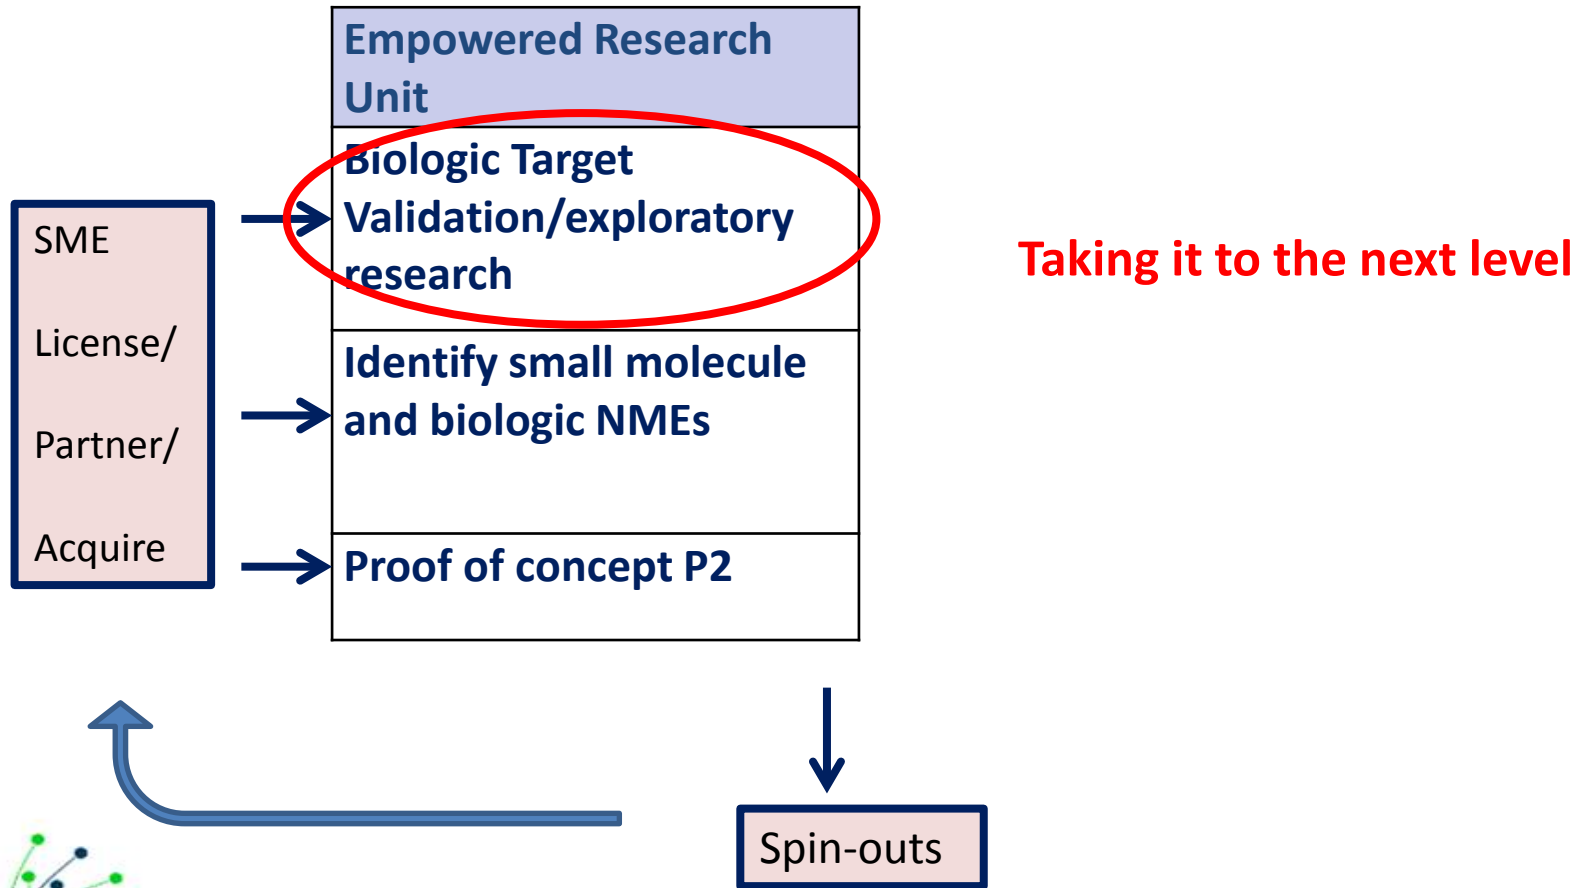 Empowered Research
Unit
Biologic Target
Validation/exploratory
research
SME
License/
Partner/
Acquire
Taking it to the next level
Identify small molecule
and biologic NMEs
Proof of concept P2
Spin-outs